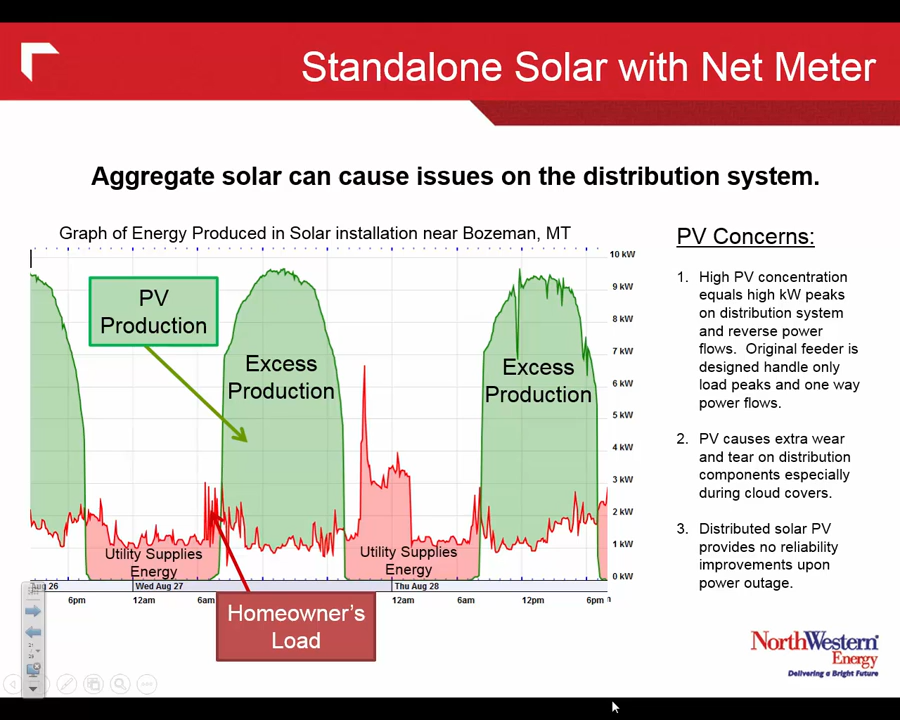 Standalone Solar with Net Meter
Aggregate solar can cause issues on the distribution system.
Graph of Energy Produced in Solar installation near Bozeman, MT
10 kW
9 kW
8 kW
7 kW
6 kW
5 kW
4 kW
3 kW
2 kW
1 kW
0 kW
PV
Production
Excess
Production
Excess
Production
Utility Supplies
Energy
Utility Supplies
Energy
Aug 26
Wed Aug 27
Thu Aug 28
6pm
12am
6am
12am
6am
12pm
6pm
Homeowner's
Load
PV Concerns:
1. High PV concentration
equals high kW peaks
on distribution system
and reverse power
flows. Original feeder is
designed handle only
load peaks and one way
power flows.
2. PV causes extra wear
and tear on distribution
components especially
during cloud covers.
3. Distributed solar PV
provides no reliability
improvements upon
power outage.
NorthWestern
Energy
Delivering a Bright Future